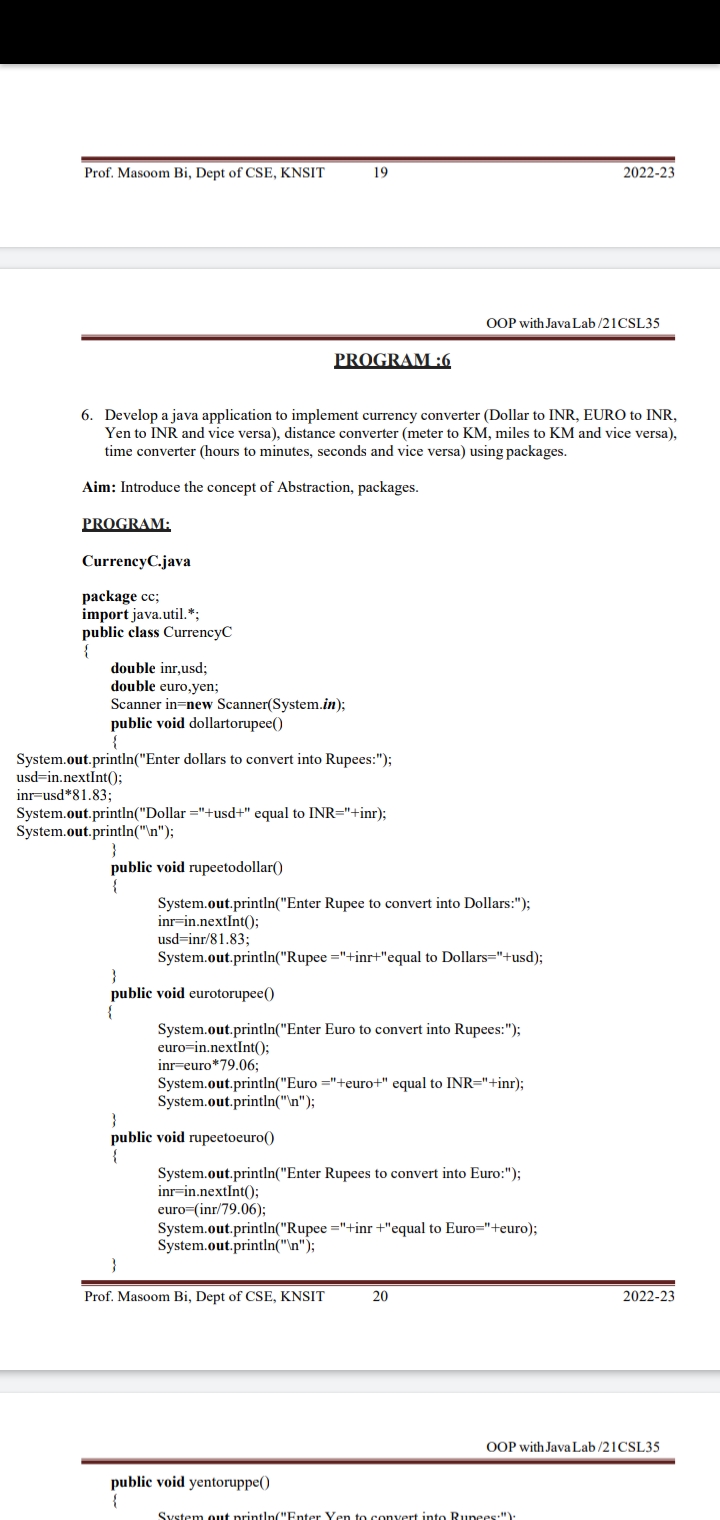 Prof. Masoom Bi, Dept of CSE, KNSIT 19 2022-23
OOP with Java Lab /21CSL35
PROGRAM :6
6. Develop a java application to implement currency converter (Dollar to INR, EURO to INR,
Yen to INR and vice versa), distance converter (meter to KM, miles to KM and vice versa),
time converter (hours to minutes, seconds and vice versa) using packages.
Aim: Introduce the concept of Abstraction, packages.
PROGRAM:
CurrencyC.java
package cc;
import java.util.*;
public class CurrencyC
{
double inr,usd;
double euro,yen;
Scanner in=new Scanner(System.in);
public void dollartorupee()
{
System.out.println("Enter dollars to convert into Rupees:");
usd=in.nextInt();
inr=usd*81.83;
System.out.println("Dollar ="+usd+" equal to INR="+inr);
System.out.println("\n");
}
public void rupeetodollar()
{
System.out.println("Enter Rupee to convert into Dollars:");
inr=in.nextInt();
usd=inr/81.83;
System.out.println("Rupee ="+inr+"equal to Dollars="+usd);
}
public void eurotorupee()
{
System.out.println("Enter Euro to convert into Rupees:");
euro=in.nextInt();
inr=euro*79.06;
System.out.println("Euro ="+euro+" equal to INR="+inr);
System.out.println("\n");
}
public void rupeetoeuro()
{
System.out.println("Enter Rupees to convert into Euro:");
inr=in.nextInt();
euro=(inr/79.06);
System.out.println("Rupee ="+inr +"equal to Euro="+euro);
System.out.println("\n");
}
Prof. Masoom Bi, Dept of CSE, KNSIT 20 2022-23
OOP with Java Lab /21CSL35
public void yentoruppe()
{
System.out.println("Enter Yen to convert into Rupees:");